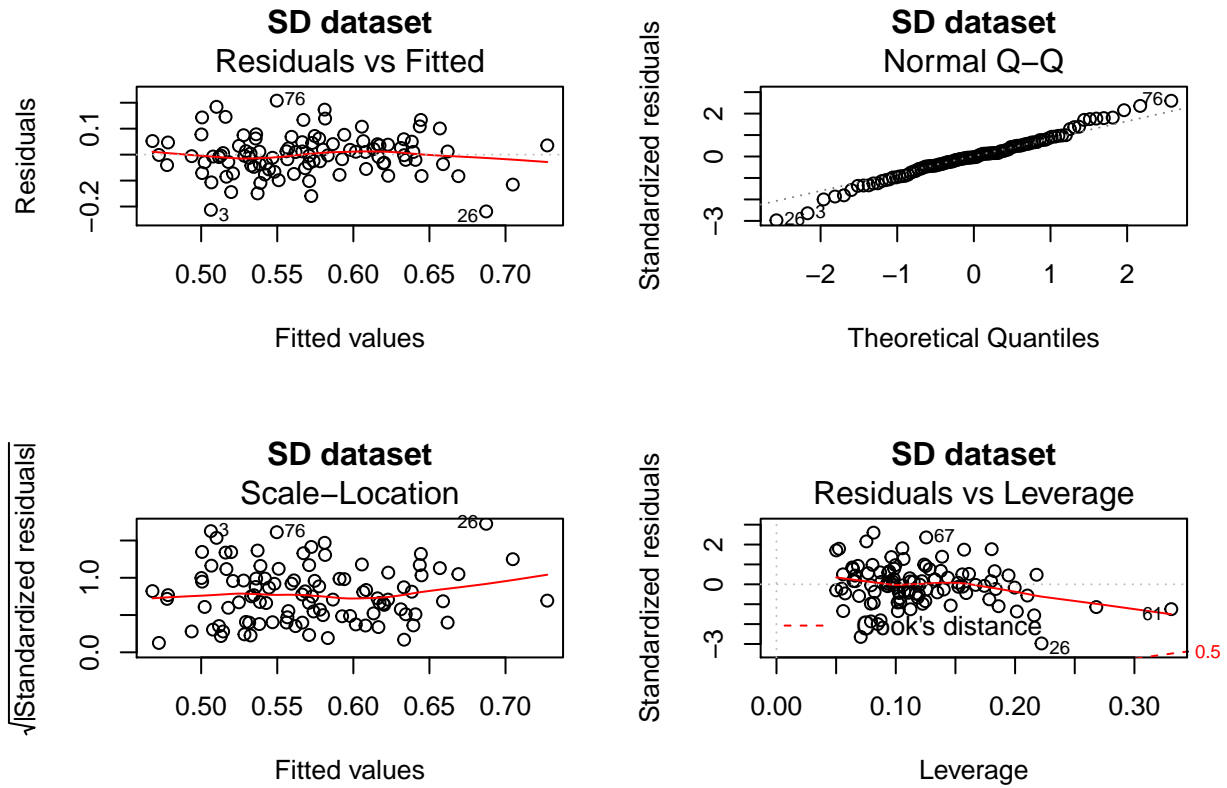 SD dataset
Residuals vs Fitted
Residuals
0.1
−0.2
76
3
26
0.50 0.55 0.60 0.65 0.70
Fitted values
SD dataset
Normal Q−Q
Standardized residuals
2
0
−3
76
26
3
−2 −1 0 1 2
Theoretical Quantiles
SD dataset
Scale−Location
√|Standardized residuals|
1.0
0.0
3
76
26
0.50 0.55 0.60 0.65 0.70
Fitted values
SD dataset
Residuals vs Leverage
Standardized residuals
2
0
−3
67
61
Cook's distance
26
0.5
0.00 0.10 0.20 0.30
Leverage